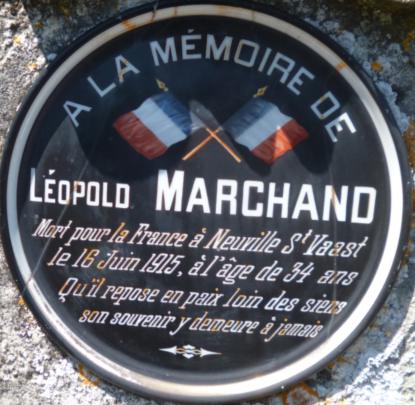 A LA MÉMOIRE DE
LÉOPOLD MARCHAND
Mort pour la France à Neuville St Vaast
le 16 Juin 1915, à l'âge de 34 ans
Qu'il repose en paix loin des siens
son souvenir y demeure à jamais